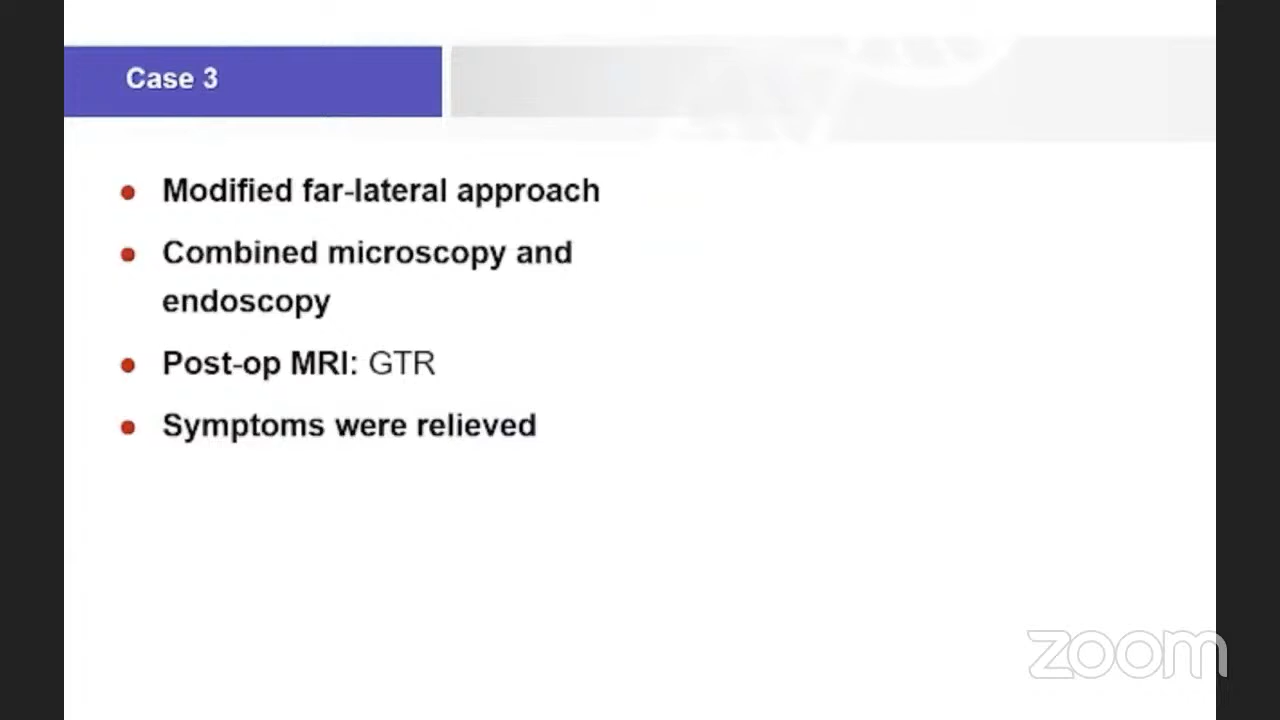 Case 3
Modified far-lateral approach
Combined microscopy and
endoscopy
Post-op MRI: GTR
Symptoms were relieved
zoom